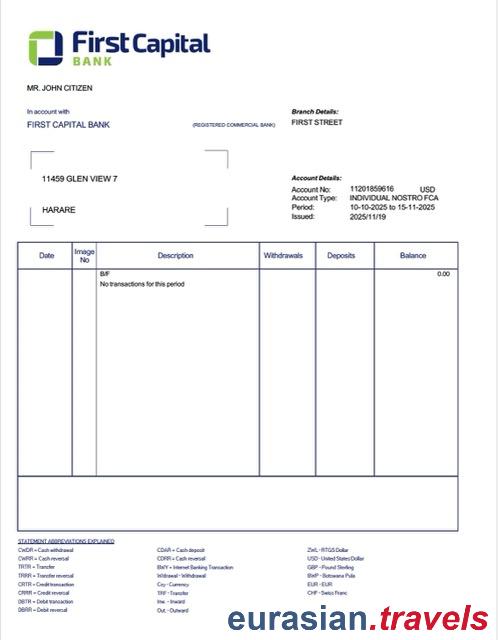 First Capital
BANK
MR. JOHN CITIZEN
In account with
FIRST CAPITAL BANK
(REGISTERED COMMERCIAL BANK)
Branch Details:
FIRST STREET
11459 GLEN VIEW 7
HARARE
Account Details:
Account No: 11201859616 USD
Account Type: INDIVIDUAL NOSTRO FCA
Period: 10-10-2025 to 15-11-2025
Issued: 2025/11/19
Date Image No Description Withdrawals Deposits Balance
B/F 0.00
No transactions for this period
STATEMENT ABBREVIATIONS EXPLAINED
CWDR = Cash withdrawal CDAR = Cash deposit ZWL - RTGS Dollar
CWRR = Cash reversal CDRR = Cash reversal USD - United States Dollar
TRTR = Transfer BWY = Internet Banking Transaction GBP - Pound Sterling
TRRR = Transfer reversal Wdrawal - Withdrawal BWP - Botswana Pula
CRTR = Credit transaction Ccy - Currency EUR - EUR
CRRR = Credit reversal TRF - Transfer CHF - Swiss Franc
DBTR = Debit transaction Inw. - Inward
DBRR = Debit reversal Out. - Outward
eurasian.travels